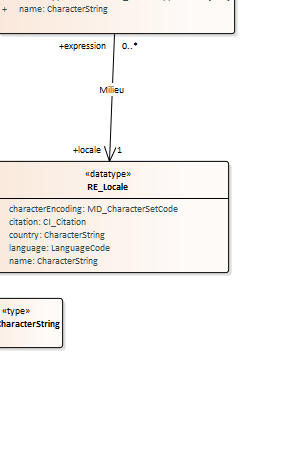 + name: CharacterString
+expression 0..*
Milieu
+locale 1
«datatype»
RE_Locale
characterEncoding: MD_CharacterSetCode
citation: CI_Citation
country: CharacterString
language: LanguageCode
name: CharacterString
«type»
CharacterString